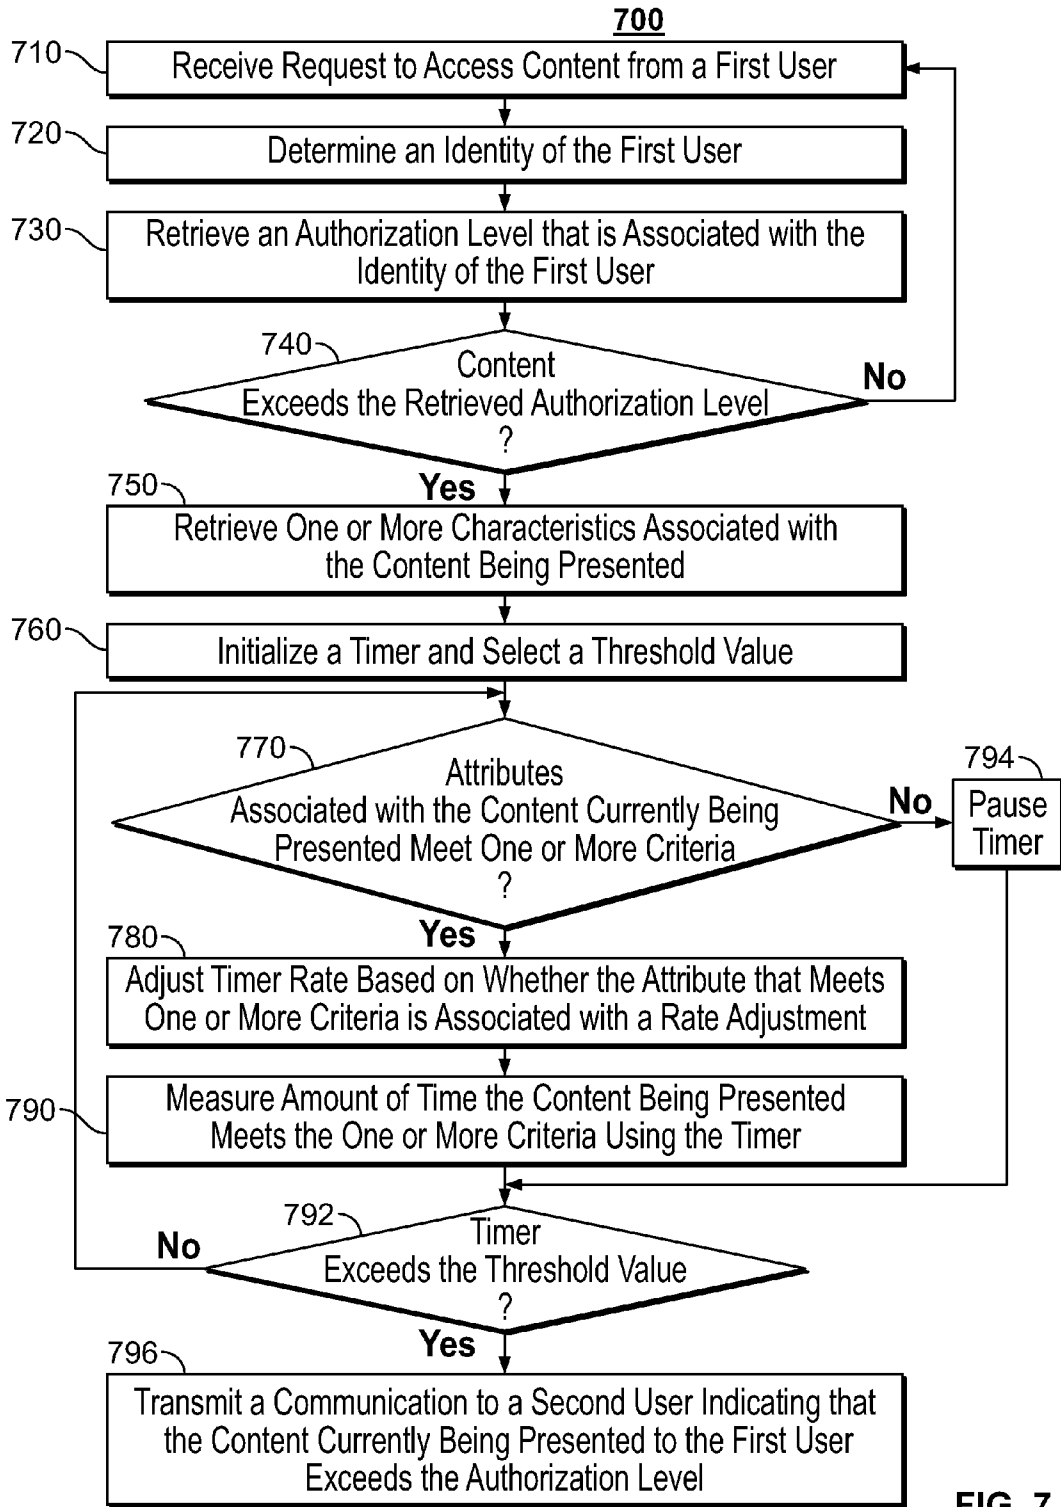 700
710
Receive Request to Access Content from a First User
720
Determine an Identity of the First User
730
Retrieve an Authorization Level that is Associated with the
Identity of the First User
740
Content
Exceeds the Retrieved Authorization Level
?
No
Yes
750
Retrieve One or More Characteristics Associated with
the Content Being Presented
760
Initialize a Timer and Select a Threshold Value
770
Attributes
Associated with the Content Currently Being
Presented Meet One or More Criteria
?
No
794
Pause
Timer
Yes
780
Adjust Timer Rate Based on Whether the Attribute that Meets
One or More Criteria is Associated with a Rate Adjustment
790
Measure Amount of Time the Content Being Presented
Meets the One or More Criteria Using the Timer
792
Timer
Exceeds the Threshold Value
?
No
Yes
796
Transmit a Communication to a Second User Indicating that
the Content Currently Being Presented to the First User
Exceeds the Authorization Level
FIG. 7